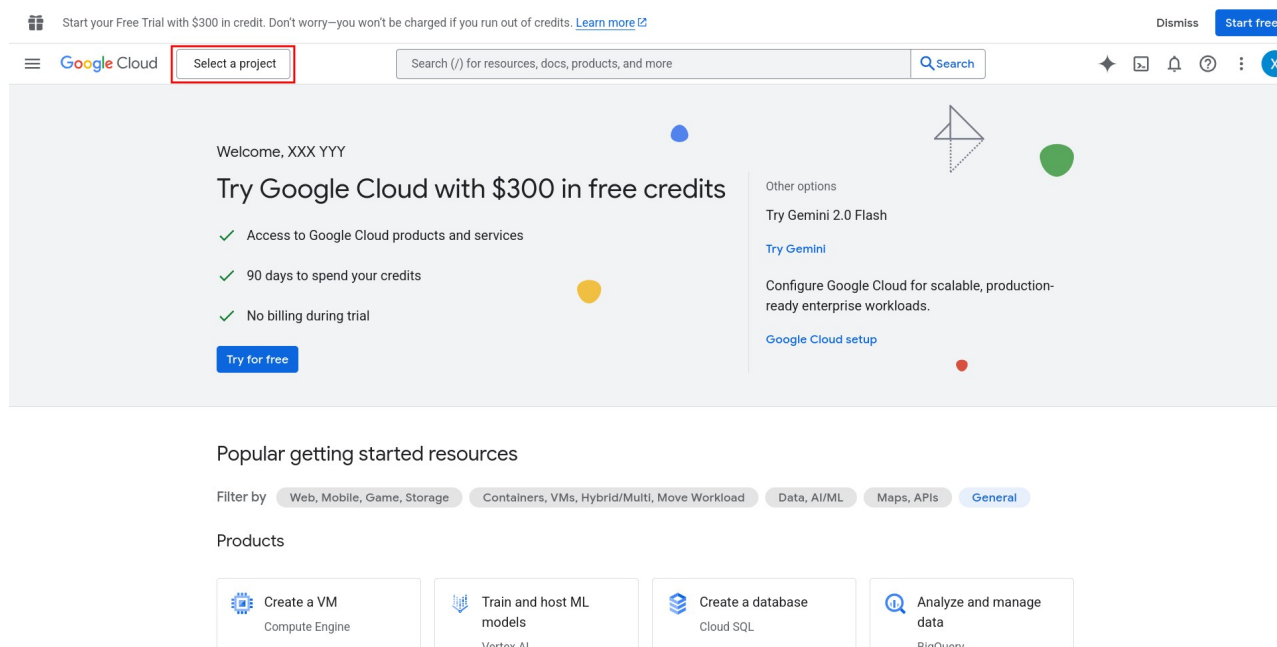 Start your Free Trial with $300 in credit. Don't worry—you won't be charged if you run out of credits. Learn more
Dismiss
Start free
Google Cloud
Select a project
Search (/) for resources, docs, products, and more
Search
X
Welcome, XXX YYY
Try Google Cloud with $300 in free credits
Access to Google Cloud products and services
90 days to spend your credits
No billing during trial
Try for free
Other options
Try Gemini 2.0 Flash
Try Gemini
Configure Google Cloud for scalable, production-
ready enterprise workloads.
Google Cloud setup
Popular getting started resources
Filter by
Web, Mobile, Game, Storage
Containers, VMs, Hybrid/Multi, Move Workload
Data, AI/ML
Maps, APIs
General
Products
Create a VM
Compute Engine
Train and host ML
models
Vertex AI
Create a database
Cloud SQL
Analyze and manage
data
BigQuery